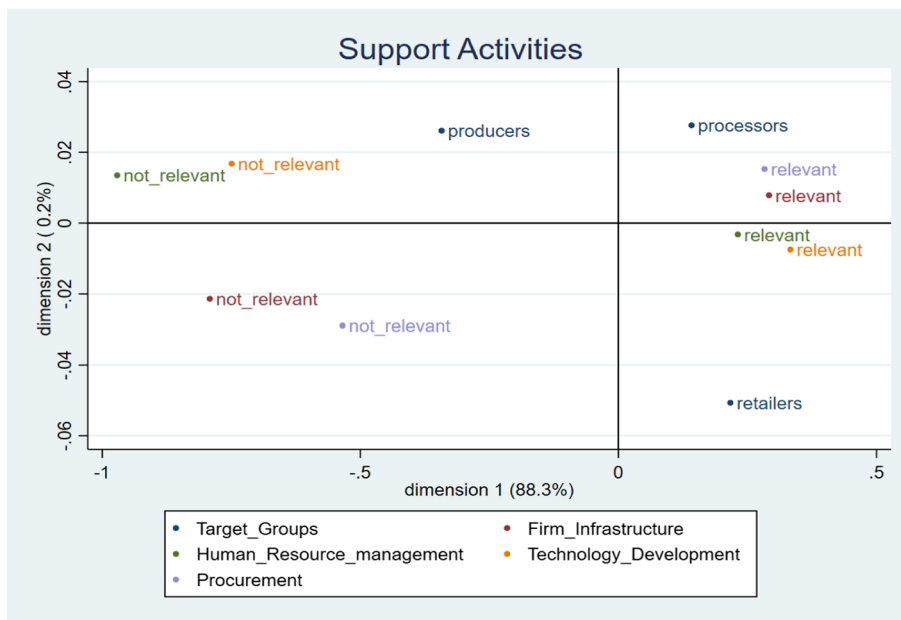 Support Activities
.04
.02
0
-.02
-.04
-.06
dimension 2 ( 0.2%)
producers
processors
not_relevant
not_relevant
relevant
relevant
relevant
relevant
not_relevant
not_relevant
retailers
-1
-.5
0
.5
dimension 1 (88.3%)
Target_Groups
Firm_Infrastructure
Human_Resource_management
Technology_Development
Procurement